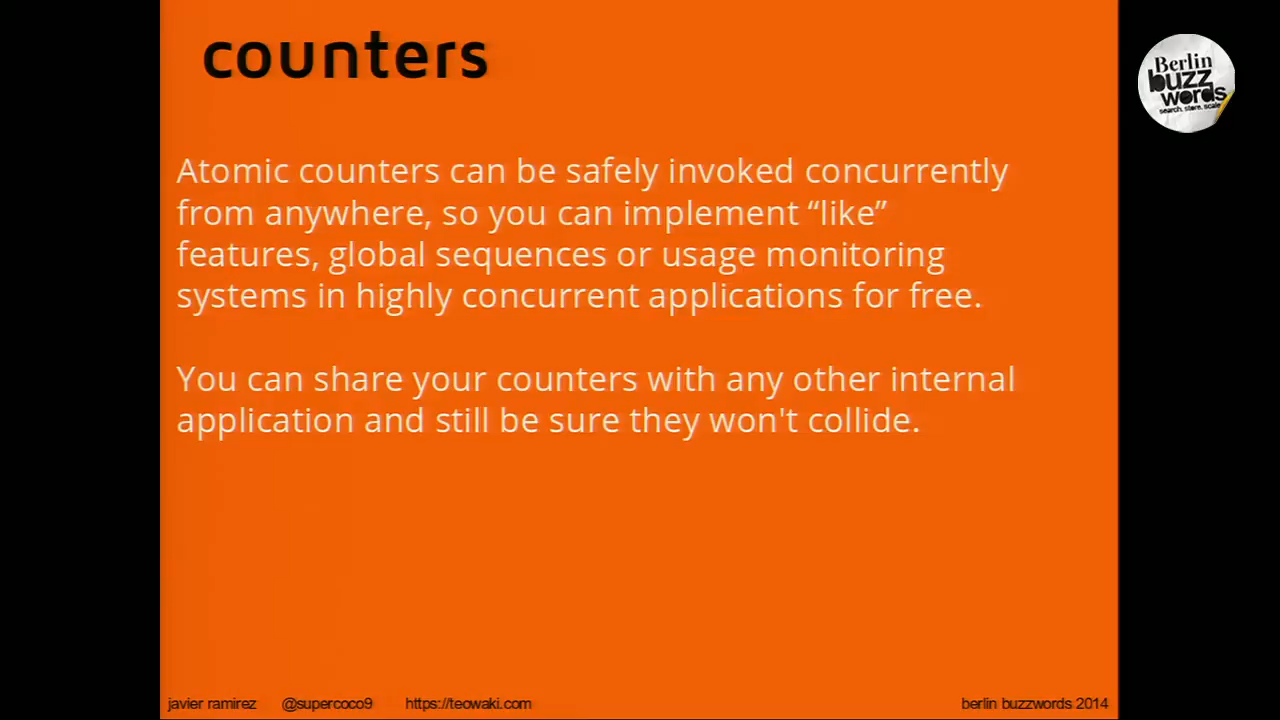 counters
Berlin
buzz
words
search. store. scale
Atomic counters can be safely invoked concurrently
from anywhere, so you can implement “like”
features, global sequences or usage monitoring
systems in highly concurrent applications for free.
You can share your counters with any other internal
application and still be sure they won't collide.
javier ramirez @supercoco9 https://teowaki.com berlin buzzwords 2014